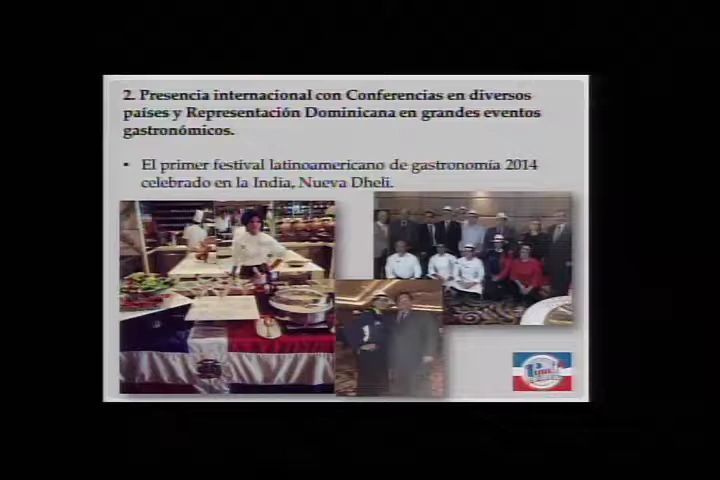 2. Presencia internacional con Conferencias en diversos
países y Representación Dominicana en grandes eventos
gastronómicos.
• El primer festival latinoamericano de gastronomía 2014
celebrado en la India, Nueva Dheli.